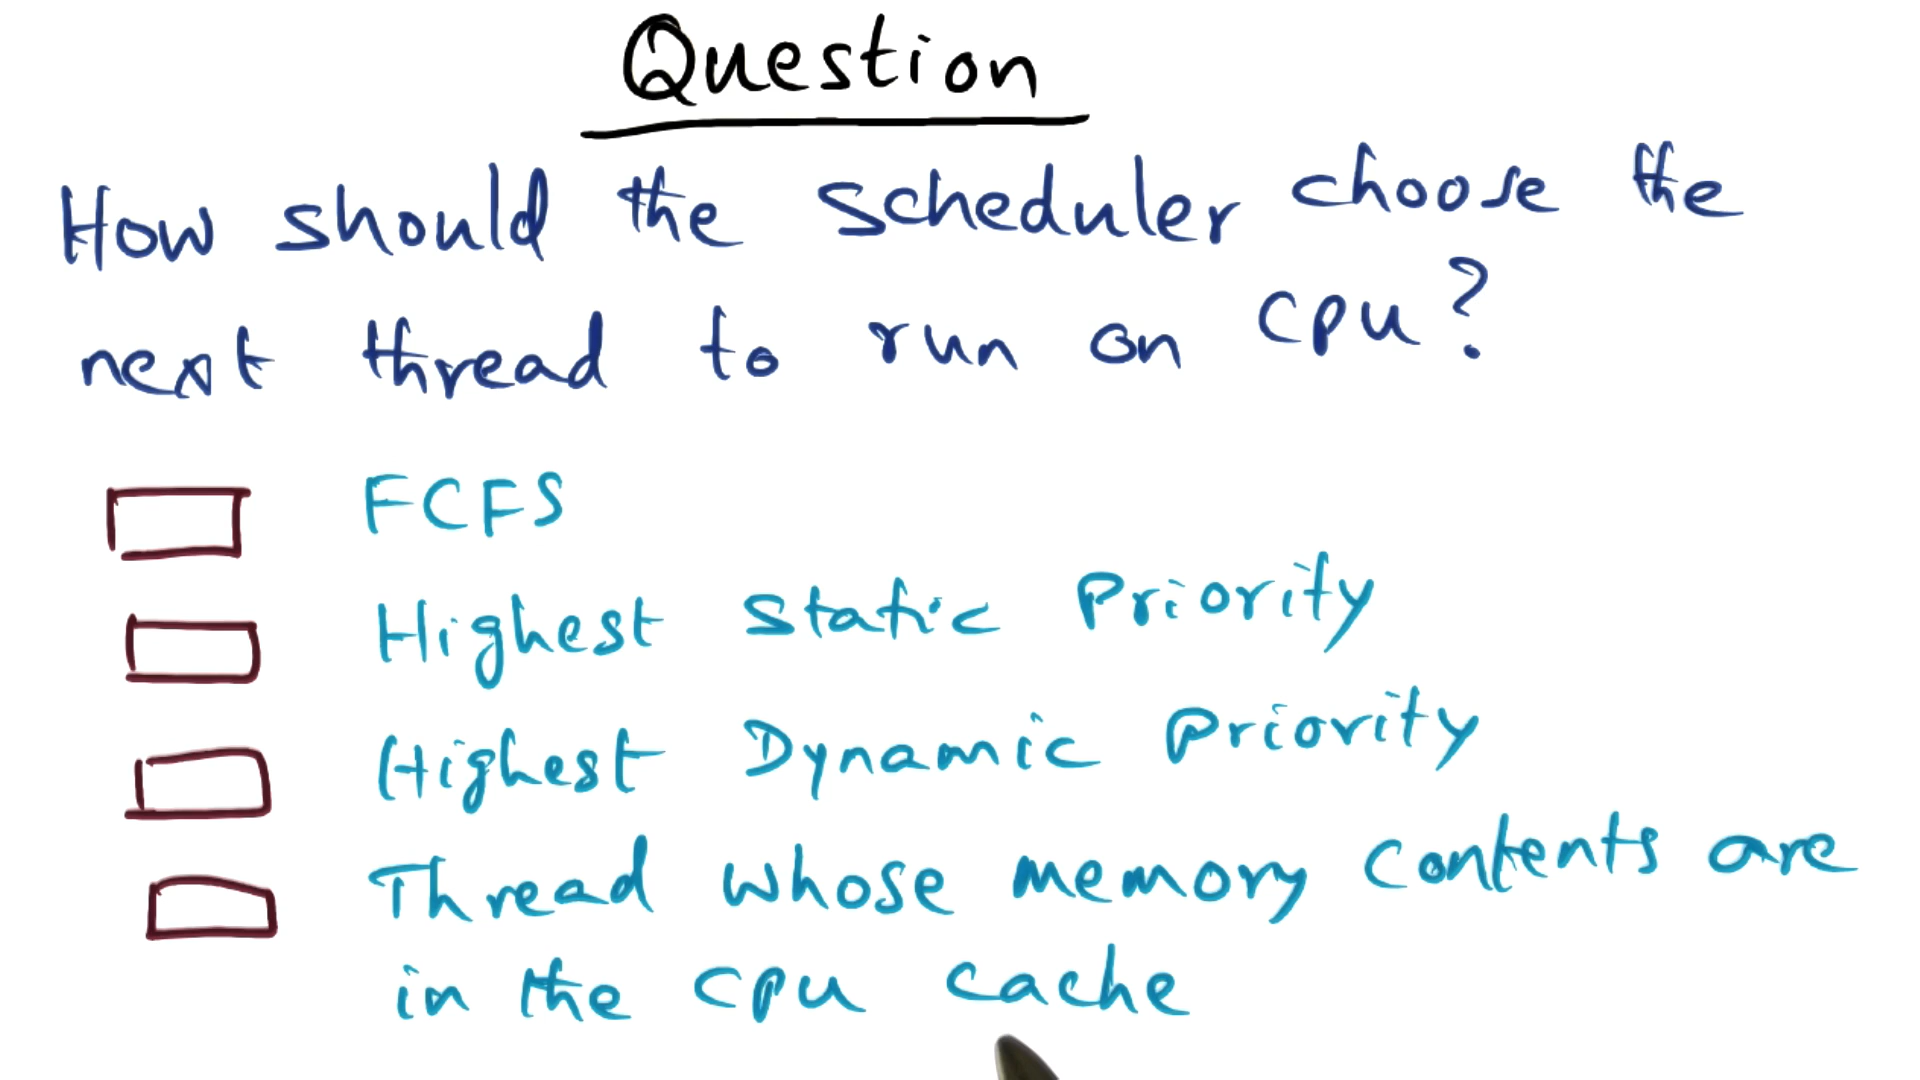 Question
How should the scheduler choose the
next thread to run on cpu?
FCFS
Highest static Priority
Highest Dynamic Priority
Thread whose memory contents are
in the cpu cache